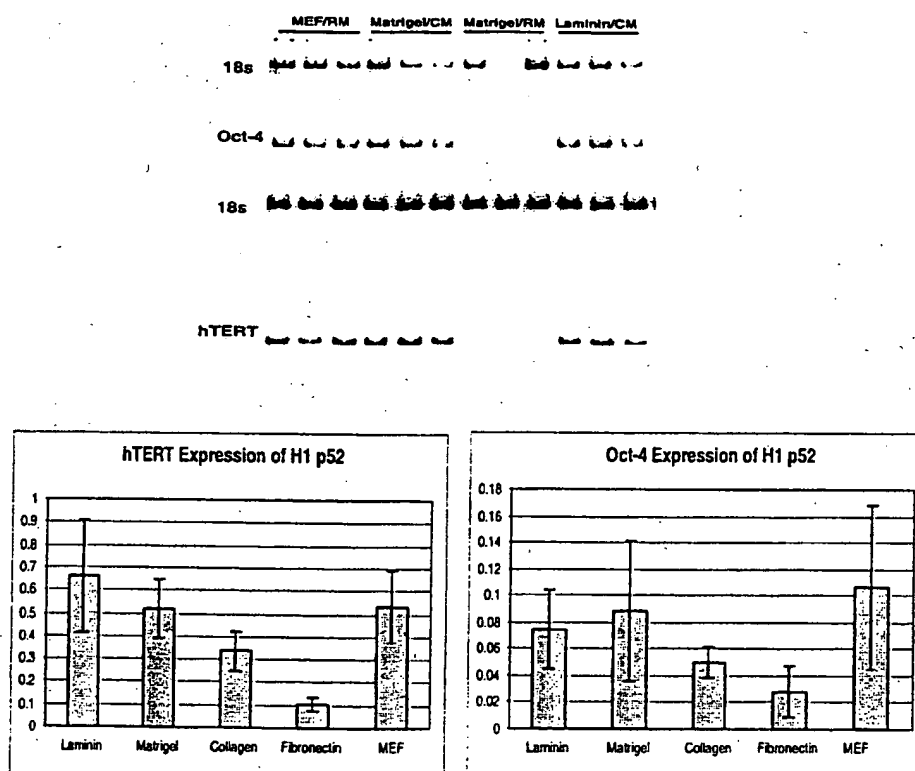 MEF/RM Matrigel/CM Matrigel/RM Laminin/CM
18s
Oct-4
18s
hTERT
hTERT Expression of H1 p52
1
0.9
0.8
0.7
0.6
0.5
0.4
0.3
0.2
0.1
0
Laminin Matrigel Collagen Fibronectin MEF
Oct-4 Expression of H1 p52
0.18
0.16
0.14
0.12
0.1
0.08
0.06
0.04
0.02
0
Laminin Matrigel Collagen Fibronectin MEF